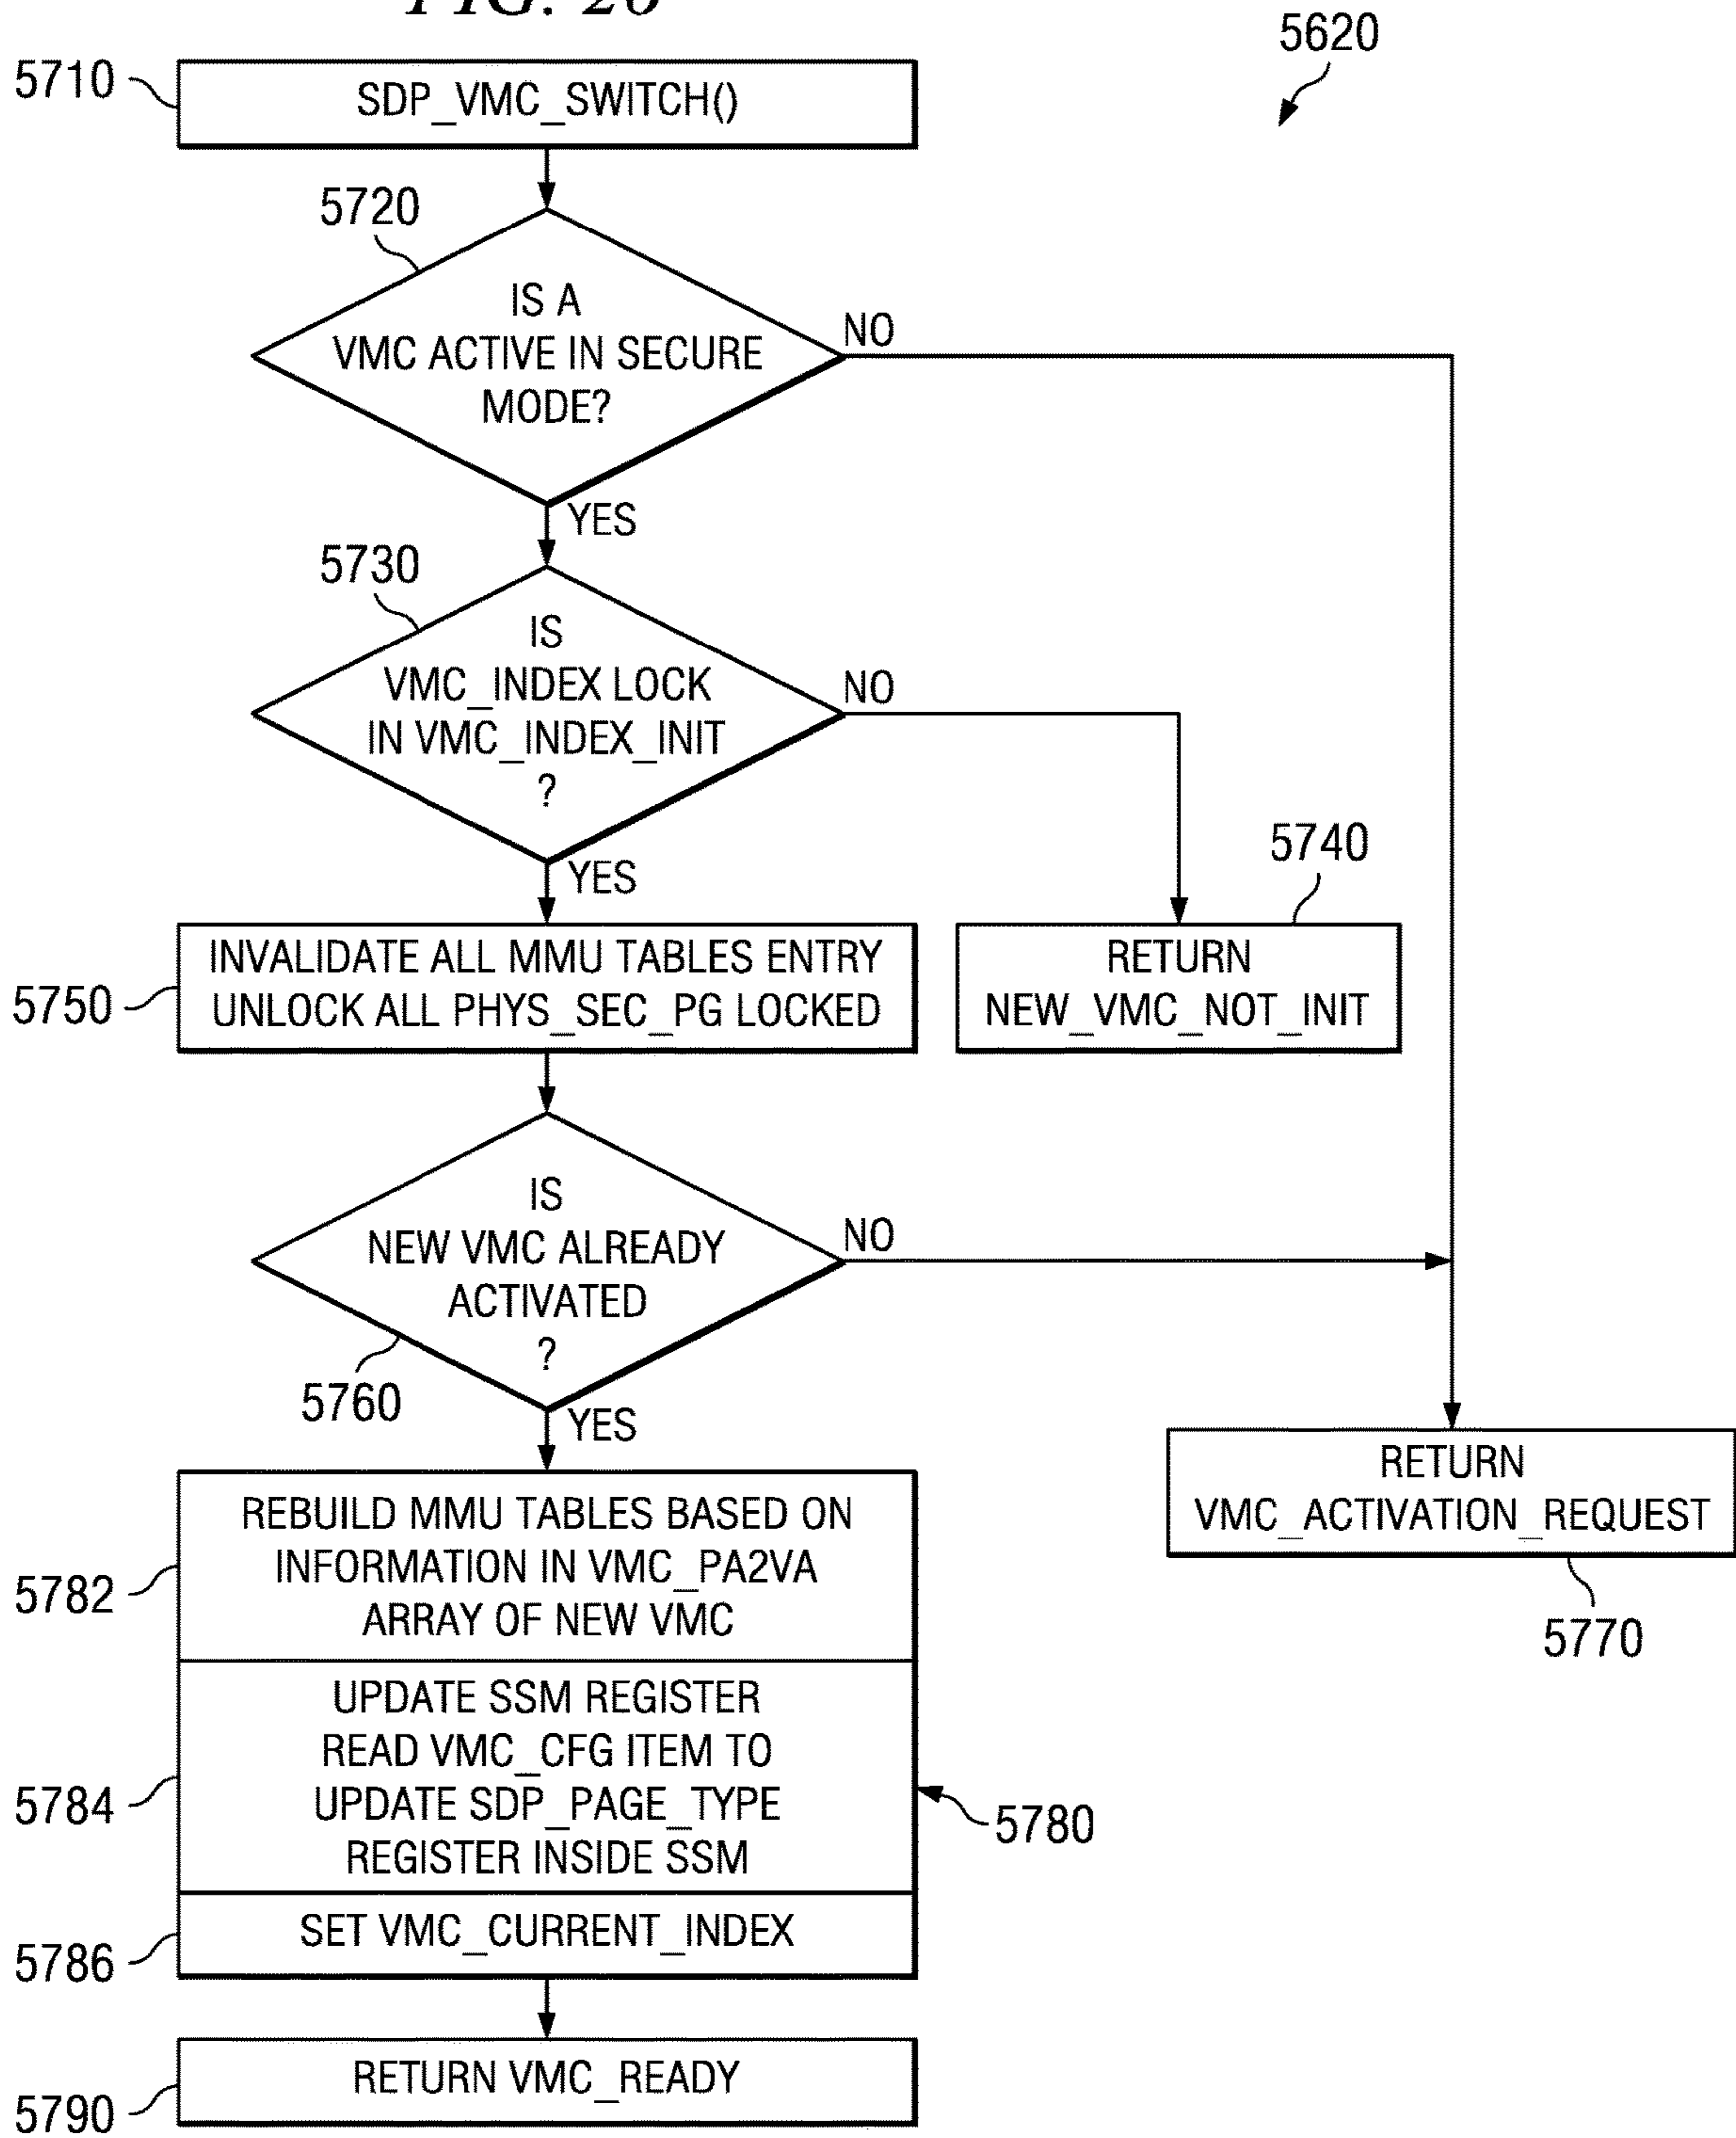 FIG.
5620
5710
SDP_VMC_SWITCH()
5720
IS A
VMC ACTIVE IN SECURE
MODE?
NO
YES
5730
IS
VMC_INDEX LOCK
IN VMC_INDEX_INIT
?
NO
YES
5740
RETURN
NEW_VMC_NOT_INIT
5750
INVALIDATE ALL MMU TABLES ENTRY
UNLOCK ALL PHYS_SEC_PG LOCKED
IS
NEW VMC ALREADY
ACTIVATED
?
NO
5760
YES
RETURN
VMC_ACTIVATION_REQUEST
5770
5782
REBUILD MMU TABLES BASED ON
INFORMATION IN VMC_PA2VA
ARRAY OF NEW VMC
5784
UPDATE SSM REGISTER
READ VMC_CFG ITEM TO
UPDATE SDP_PAGE_TYPE
REGISTER INSIDE SSM
5780
5786
SET VMC_CURRENT_INDEX
5790
RETURN VMC_READY